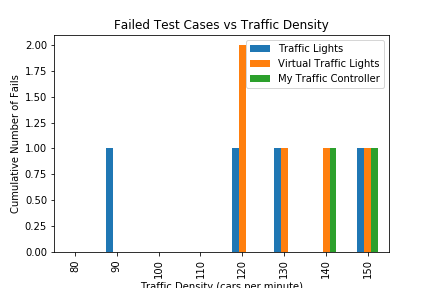 Failed Test Cases vs Traffic Density
Cumulative Number of Fails
2.00
1.75
1.50
1.25
1.00
0.75
0.50
0.25
0.00
Traffic Lights
Virtual Traffic Lights
My Traffic Controller
80
90
100
110
120
130
140
150
Traffic Density (cars per minute)